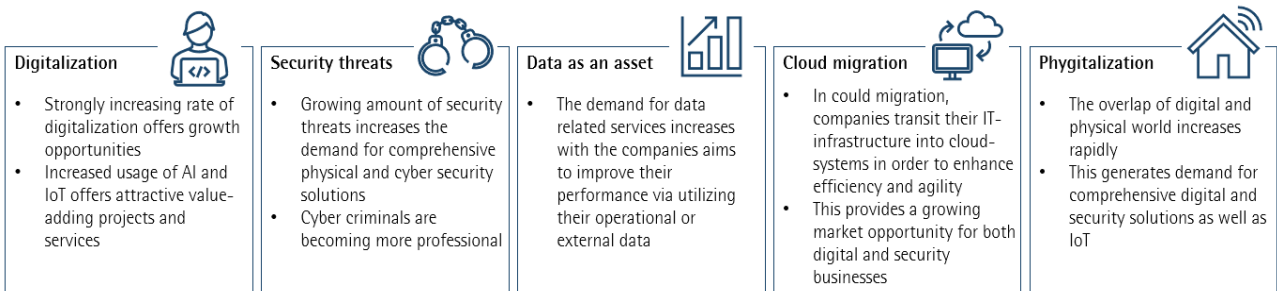 Digitalization
• Strongly increasing rate of
digitalization offers growth
opportunities
• Increased usage of AI and
IoT offers attractive value-
adding projects and
services
Security threats
• Growing amount of security
threats increases the
demand for comprehensive
physical and cyber security
solutions
• Cyber criminals are
becoming more professional
Data as an asset
• The demand for data
related services increases
with the companies aims
to improve their
performance via utilizing
their operational or
external data
Cloud migration
• In could migration,
companies transit their IT-
infrastructure into cloud-
systems in order to enhance
efficiency and agility
• This provides a growing
market opportunity for both
digital and security
businesses
Phygitalization
• The overlap of digital and
physical world increases
rapidly
• This generates demand for
comprehensive digital and
security solutions as well as
IoT